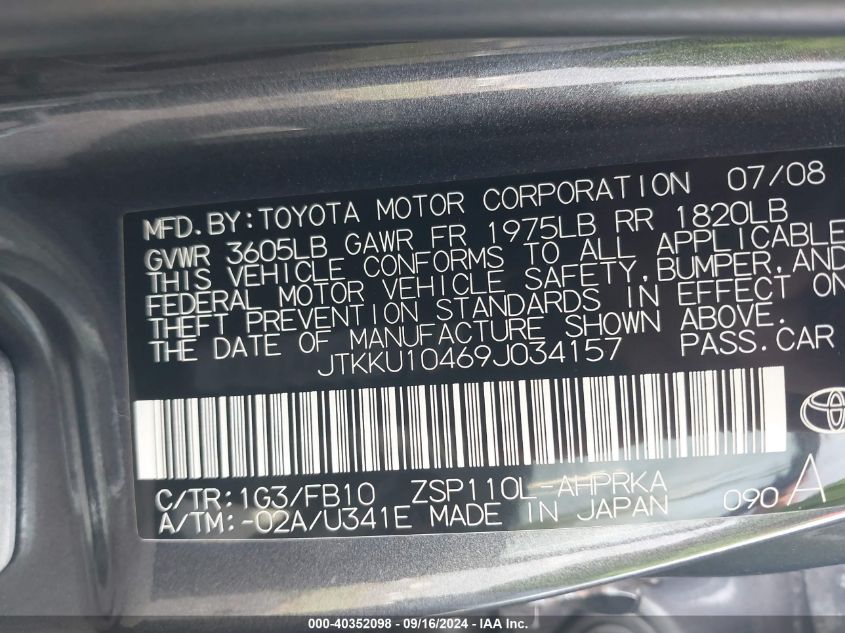 MFD. BY: TOYOTA MOTOR CORPORATION 07/08
GVWR 3605LB GAWR FR 1975LB RR 1820LB
THIS VEHICLE CONFORMS TO ALL APPLICABLE
FEDERAL MOTOR VEHICLE SAFETY, BUMPER, AND
THEFT PREVENTION STANDARDS IN EFFECT ON
THE DATE OF MANUFACTURE SHOWN ABOVE.
JTKKU10469J034157 PASS. CAR
C/TR: 1G3/FB10 ZSP110L-AHPRKA
A/TM: -02A/U341E MADE IN JAPAN 090 A
000-40352098 - 09/16/2024 - IAA Inc.